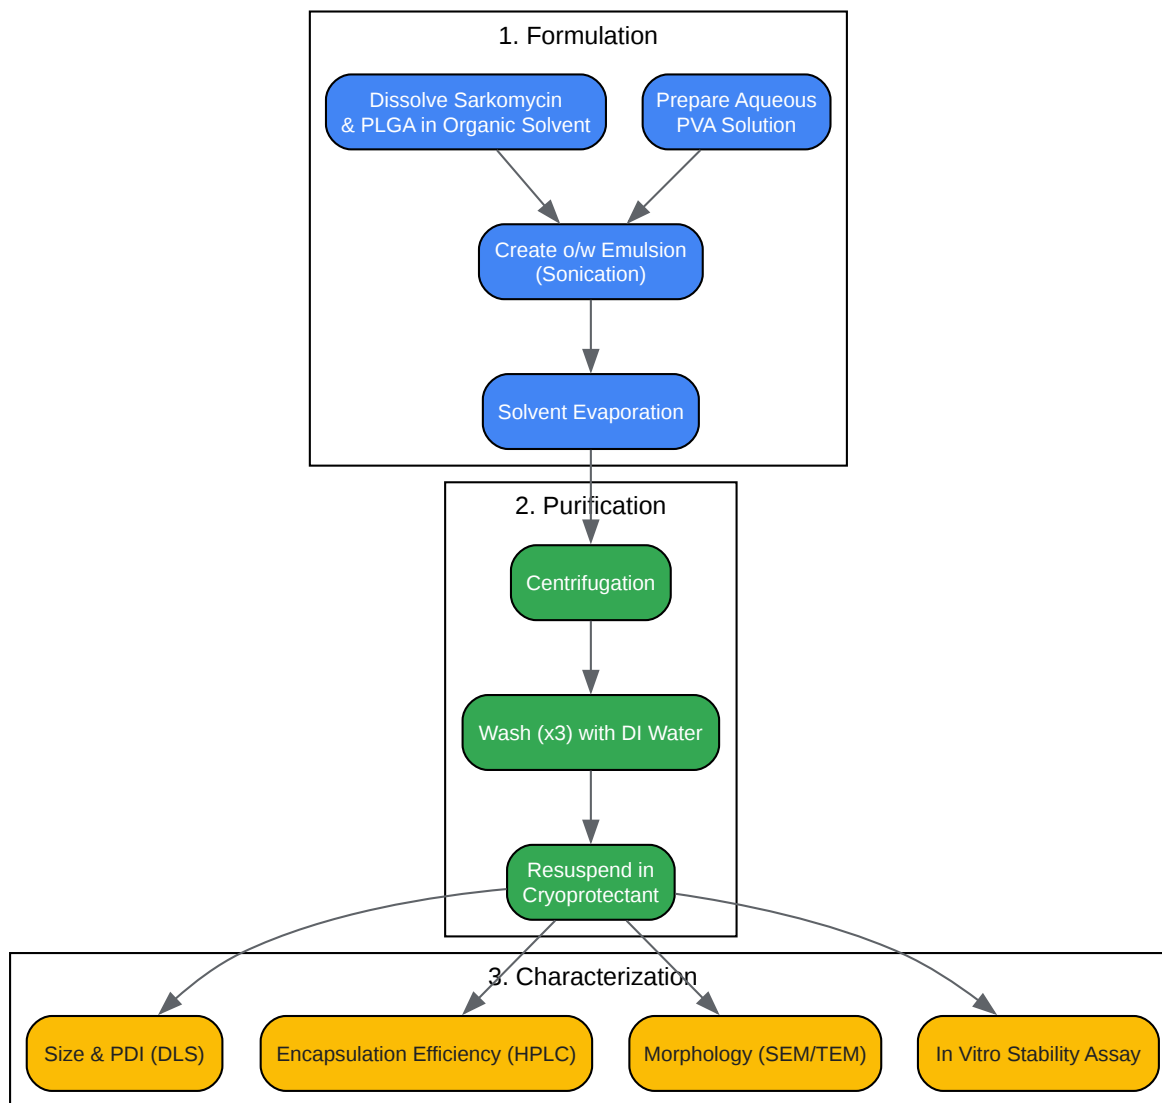 1. Formulation
Dissolve Sarkomycin
& PLGA in Organic Solvent
Prepare Aqueous
PVA Solution
Create o/w Emulsion
(Sonication)
Solvent Evaporation
2. Purification
Centrifugation
Wash (x3) with DI Water
Resuspend in
Cryoprotectant
3. Characterization
Size & PDI (DLS)
Encapsulation Efficiency (HPLC)
Morphology (SEM/TEM)
In Vitro Stability Assay